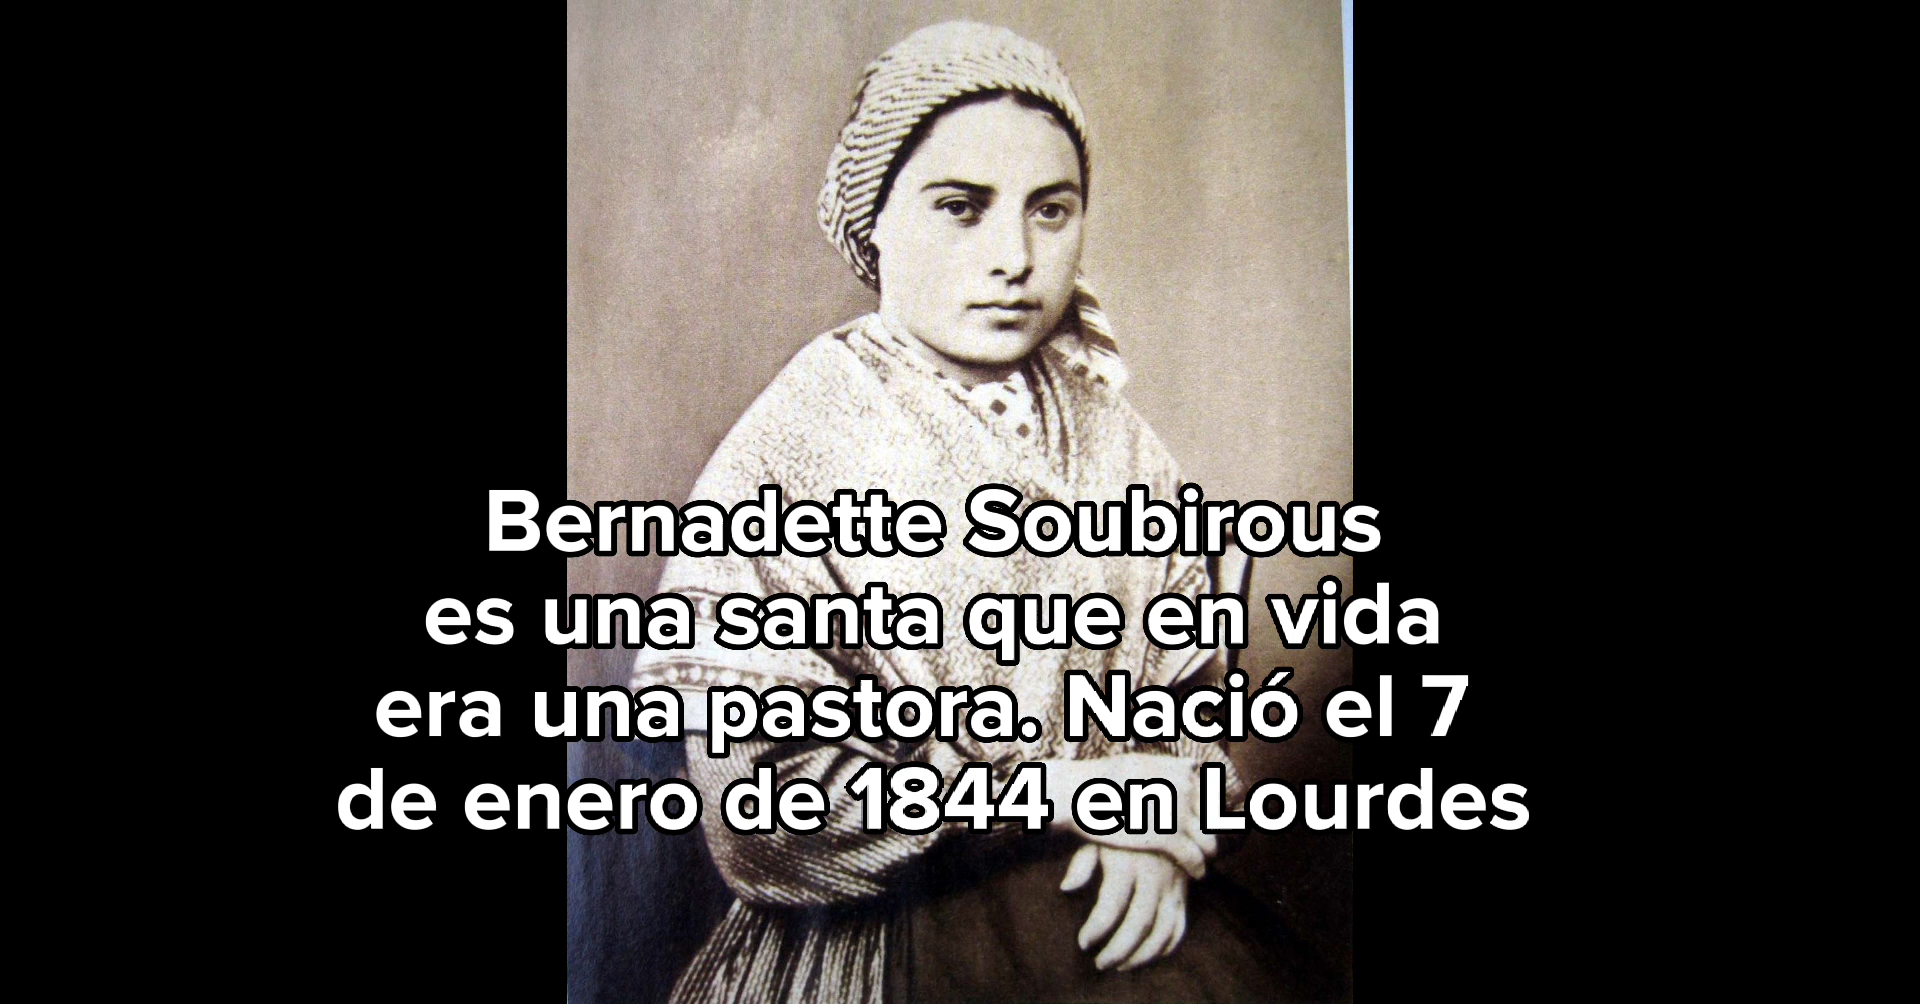 Bernadette Soubirous
es una santa que en vida
era una pastora. Nació el 7
de enero de 1844 en Lourdes